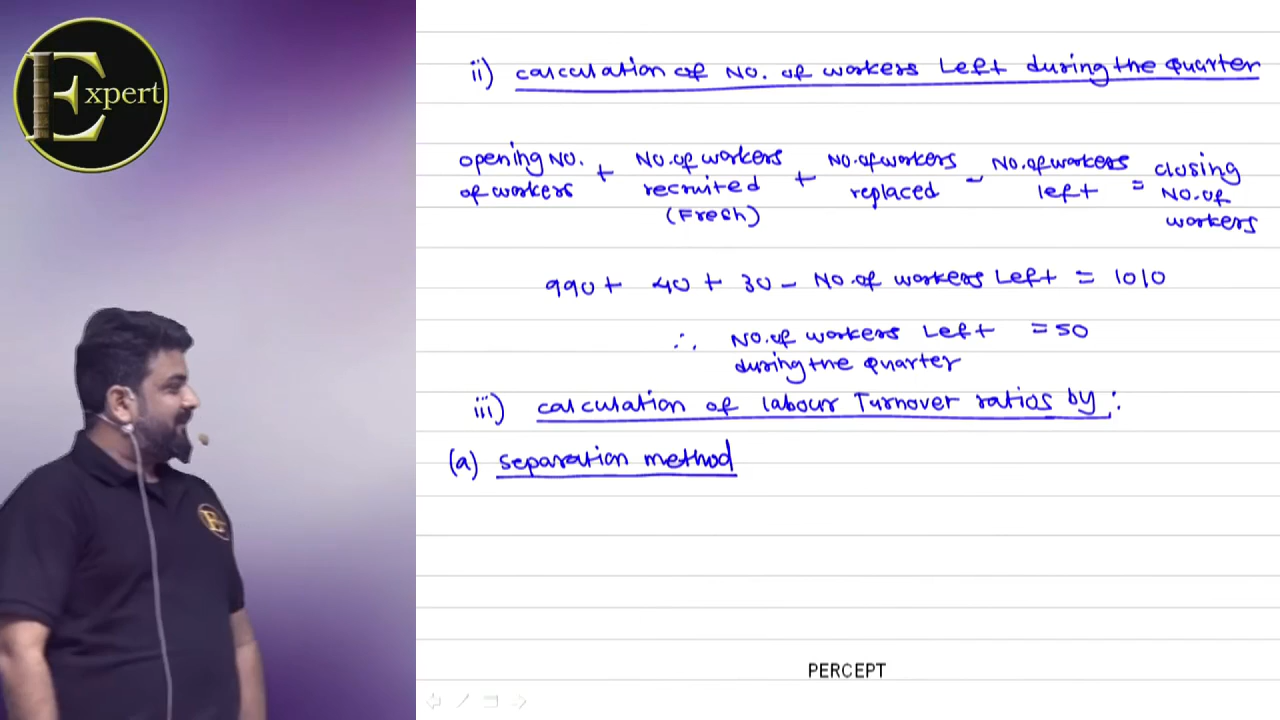 Expert
ii) calculation of No. of workers Left during the Quarter
opening No. of workers + No. of workers recruited (Fresh) + No. of workers replaced - No. of workers left = closing No. of workers
990 + 40 + 30 - No. of workers Left = 1010
∴ No. of workers Left = 50
during the Quarter
iii) calculation of labour Turnover ratios by :
(a) separation method
PERCEPT